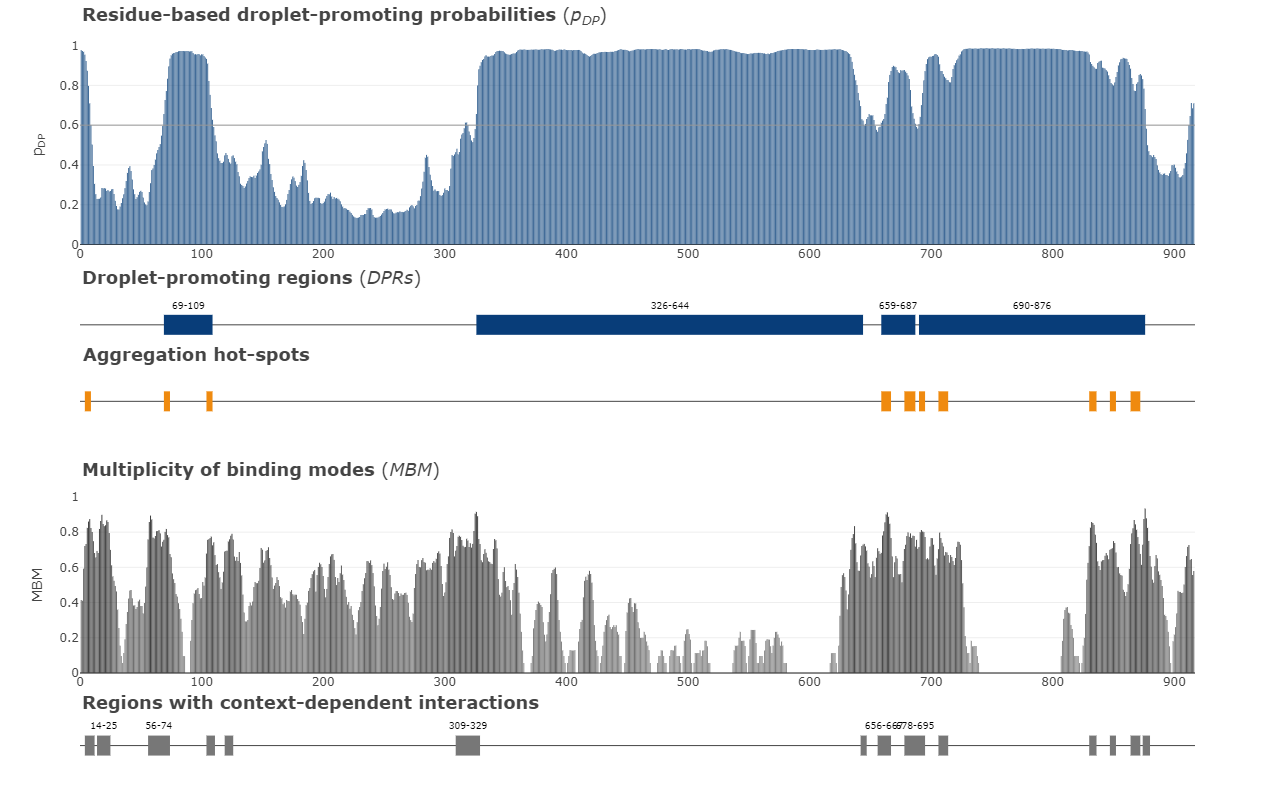 Residue-based droplet-promoting probabilities (pDP)
1
0.8
0.6
0.4
0.2
0
pDP
0 100 200 300 400 500 600 700 800 900
Droplet-promoting regions (DPRs)
69-109 326-644 659-687 690-876
Aggregation hot-spots
Multiplicity of binding modes (MBM)
1
0.8
0.6
0.4
0.2
0
MBM
0 100 200 300 400 500 600 700 800 900
Regions with context-dependent interactions
14-25 56-74 309-329 656-667 678-695